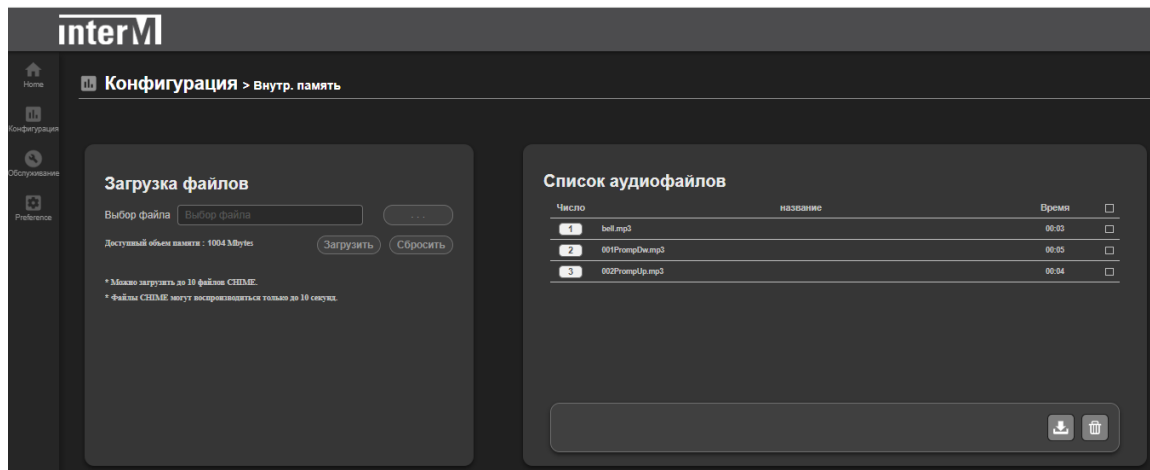 interM
Home
Конфигурация
Обслуживание
Preference
Конфигурация > Внутр. память
Загрузка файлов
Выбор файла Выбор файла ...
Доступный объем памяти : 1004 Mbytes Загрузить Сбросить
* Можно загрузить до 10 файлов CHIME.
* Файлы CHIME могут воспроизводиться только до 10 секунд.
Список аудиофайлов
Число название Время
1 bell.mp3 00:03
2 001PrompDw.mp3 00:05
3 002PrompUp.mp3 00:04